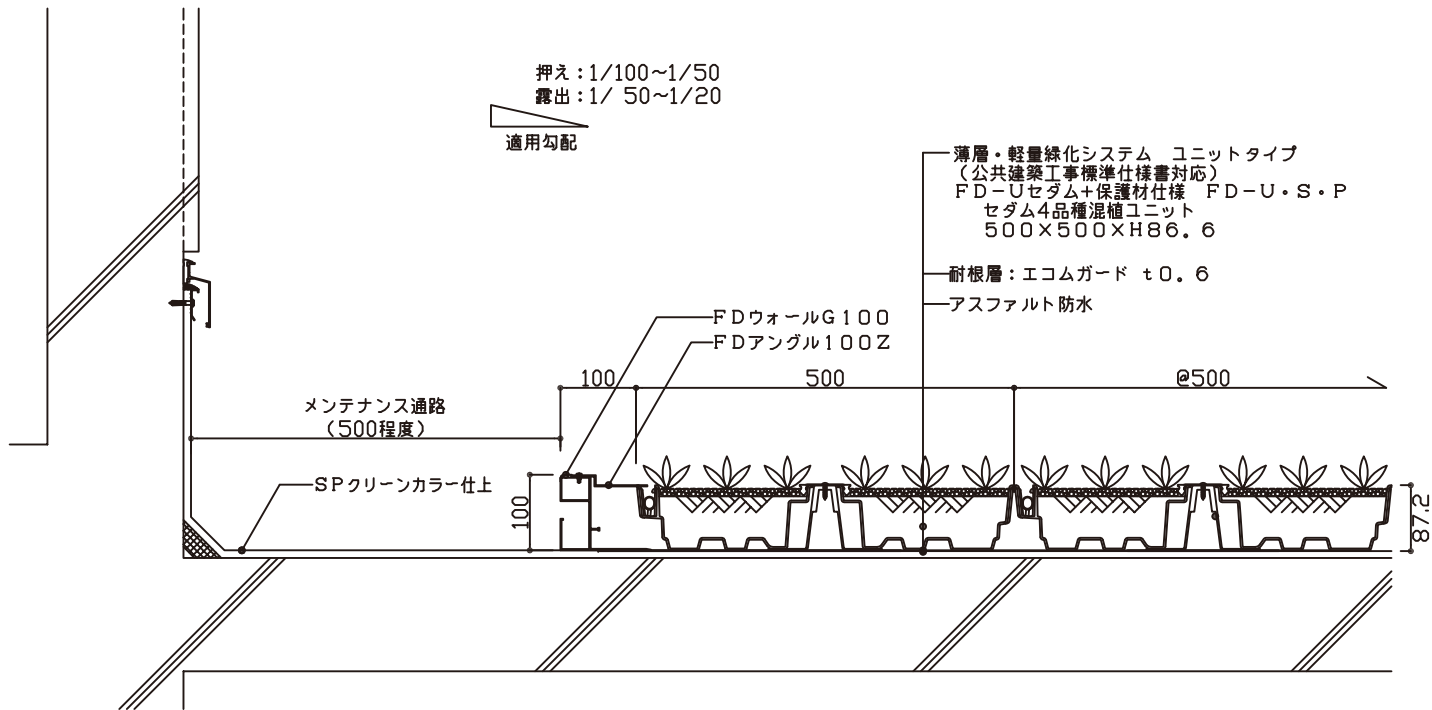 押え：1/100~1/50
露出：1/ 50~1/20
適用勾配
薄層・軽量緑化システム ユニットタイプ
（公共建築工事標準仕様書対応）
ＦＤ－Ｕセダム+保護材仕様 ＦＤ－Ｕ・Ｓ・Ｐ
セダム4品種混植ユニット
500×500×H86.6
耐根層：エコムガード t0.6
アスファルト防水
ＦＤウォールＧ100
ＦＤアングル100Z
100
500
@500
メンテナンス通路
（500程度）
ＳＰクリーンカラー仕上
100
87.2